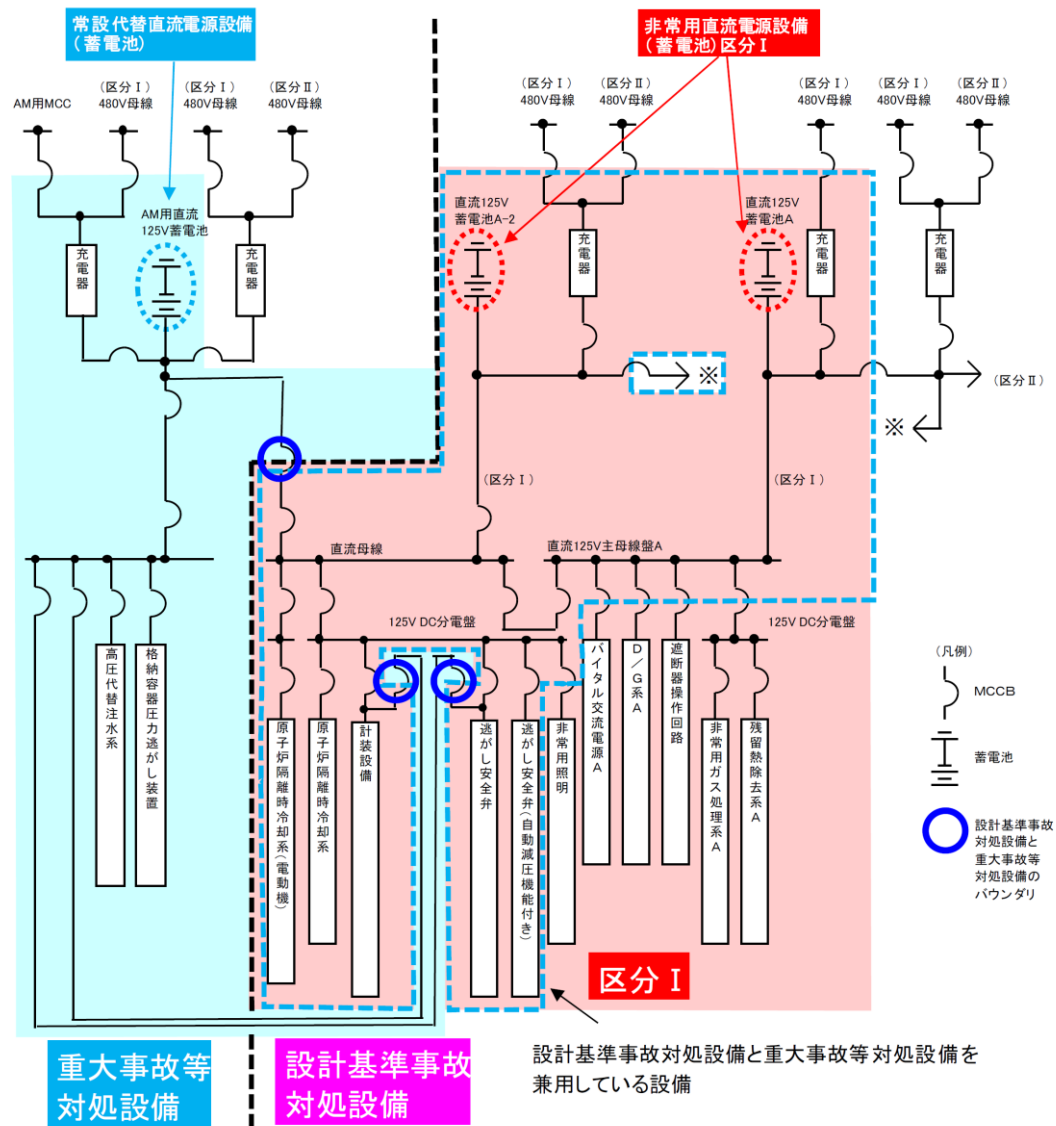 常設代替直流電源設備
(蓄電池)
非常用直流電源設備
(蓄電池)区分Ⅰ
AM用MCC
(区分Ⅰ)
480V母線
(区分Ⅰ)
480V母線
(区分Ⅱ)
480V母線
(区分Ⅰ)
480V母線
(区分Ⅱ)
480V母線
(区分Ⅰ)
480V母線
(区分Ⅰ)
480V母線
(区分Ⅱ)
480V母線
AM用直流
125V蓄電池
直流125V
蓄電池A-2
直流125V
蓄電池A
充電器
充電器
充電器
充電器
充電器
※
(区分Ⅱ)
※
(区分Ⅰ)
(区分Ⅰ)
直流母線
直流125V主母線盤A
125V DC分電盤
125V DC分電盤
高圧代替注水系
格納容器圧力逃がし装置
原子炉隔離時冷却系(電動機)
原子炉隔離時冷却系
計装設備
逃がし安全弁
逃がし安全弁(自動減圧機能付き)
非常用照明
バイタル交流電源A
D/G系A
遮断器操作回路
非常用ガス処理系A
残留熱除去系A
(凡例)
MCCB
蓄電池
設計基準事故
対処設備と
重大事故等
対処設備の
バウンダリ
区分Ⅰ
重大事故等
対処設備
設計基準事故
対処設備
設計基準事故対処設備と重大事故等対処設備を
兼用している設備